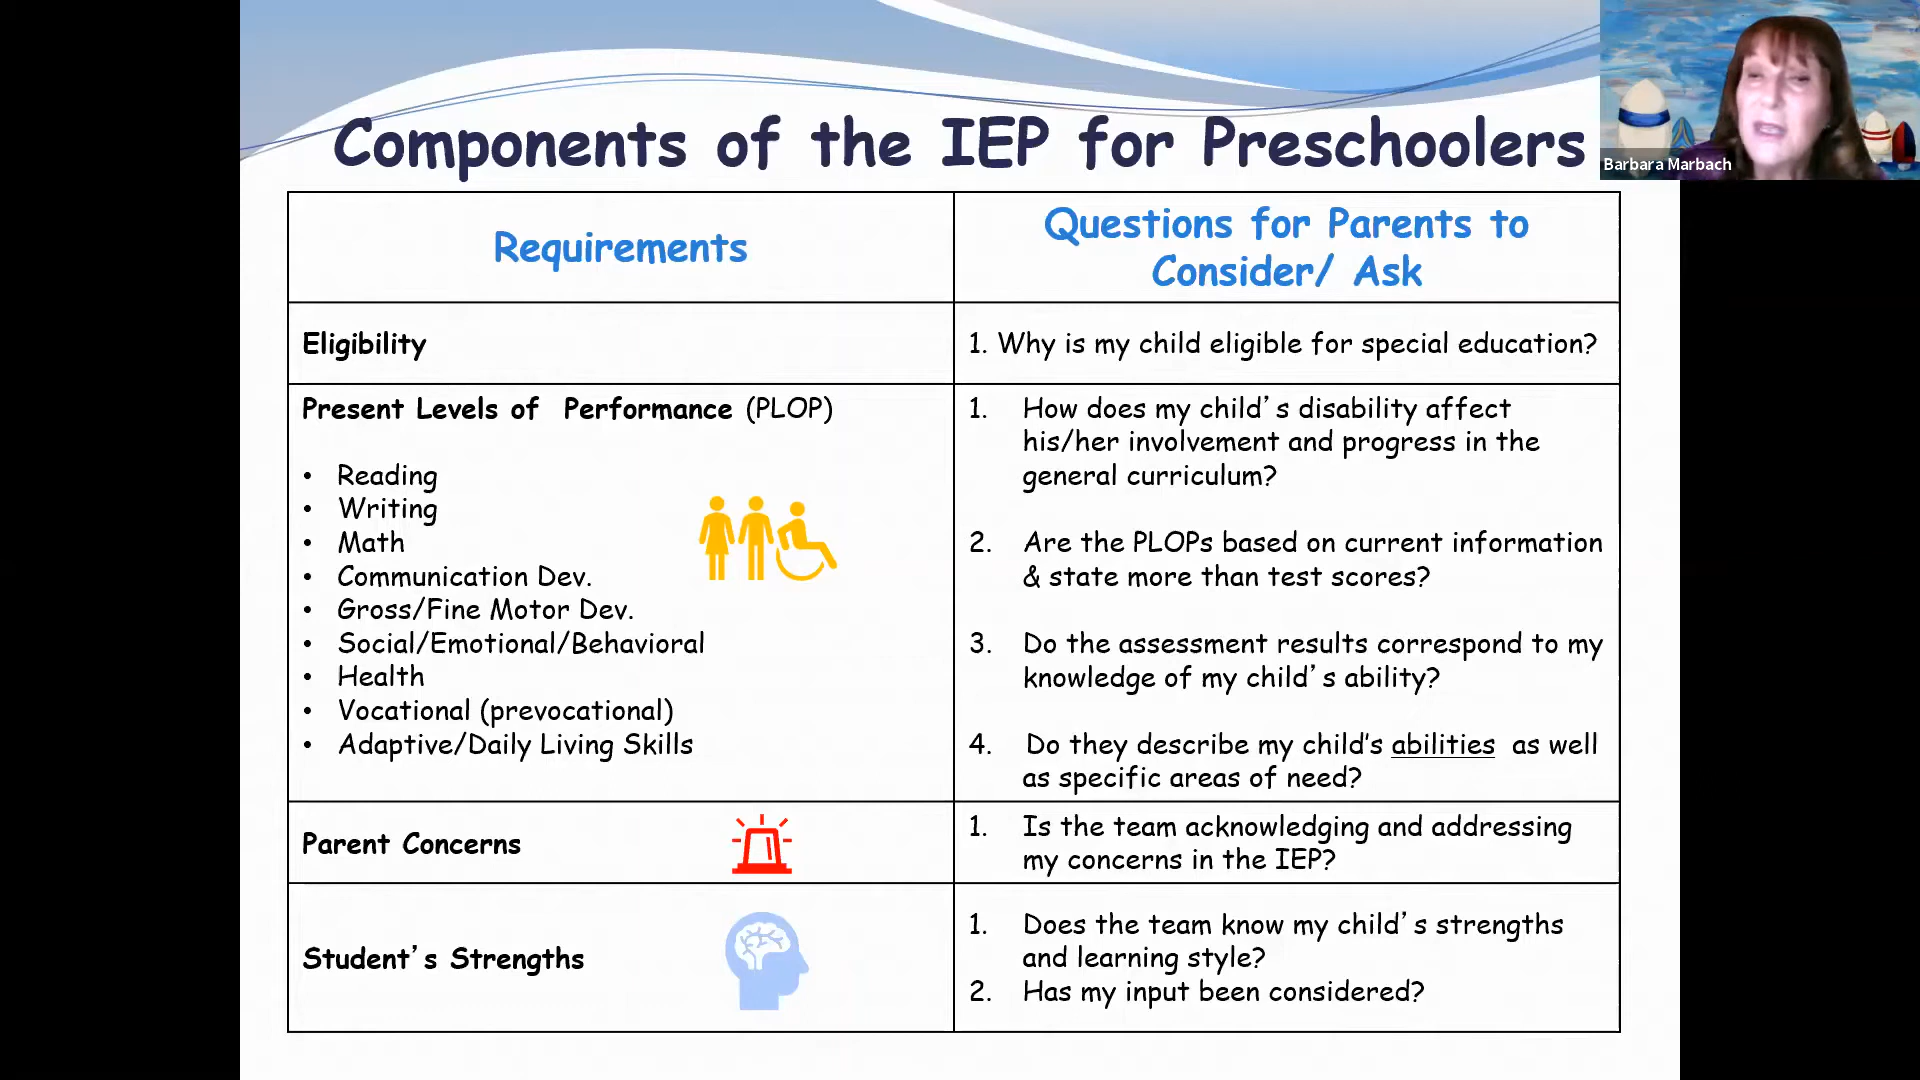 Components of the IEP for Preschoolers
Barbara Marbach
Requirements
Questions for Parents to
Consider/ Ask
Eligibility
1. Why is my child eligible for special education?
Present Levels of  Performance (PLOP)
• Reading
• Writing
• Math
• Communication Dev.
• Gross/Fine Motor Dev.
• Social/Emotional/Behavioral
• Health
• Vocational (prevocational)
• Adaptive/Daily Living Skills
1. How does my child’s disability affect
his/her involvement and progress in the
general curriculum?
2. Are the PLOPs based on current information
& state more than test scores?
3. Do the assessment results correspond to my
knowledge of my child’s ability?
4. Do they describe my child's abilities  as well
as specific areas of need?
Parent Concerns
1. Is the team acknowledging and addressing
my concerns in the IEP?
Student’s Strengths
1. Does the team know my child’s strengths
and learning style?
2. Has my input been considered?